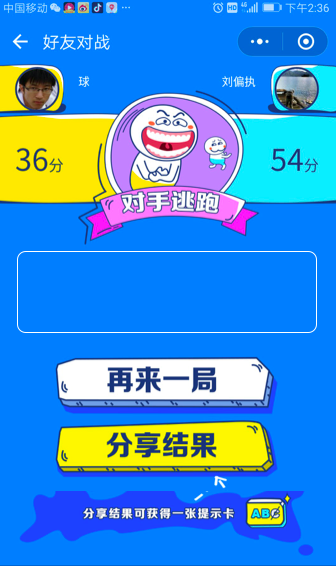 中国移动 HD 4G 下午2:36
好友对战
球 刘偏执
36分 54分
对手逃跑
再来一局
分享结果
分享结果可获得一张提示卡 ABC